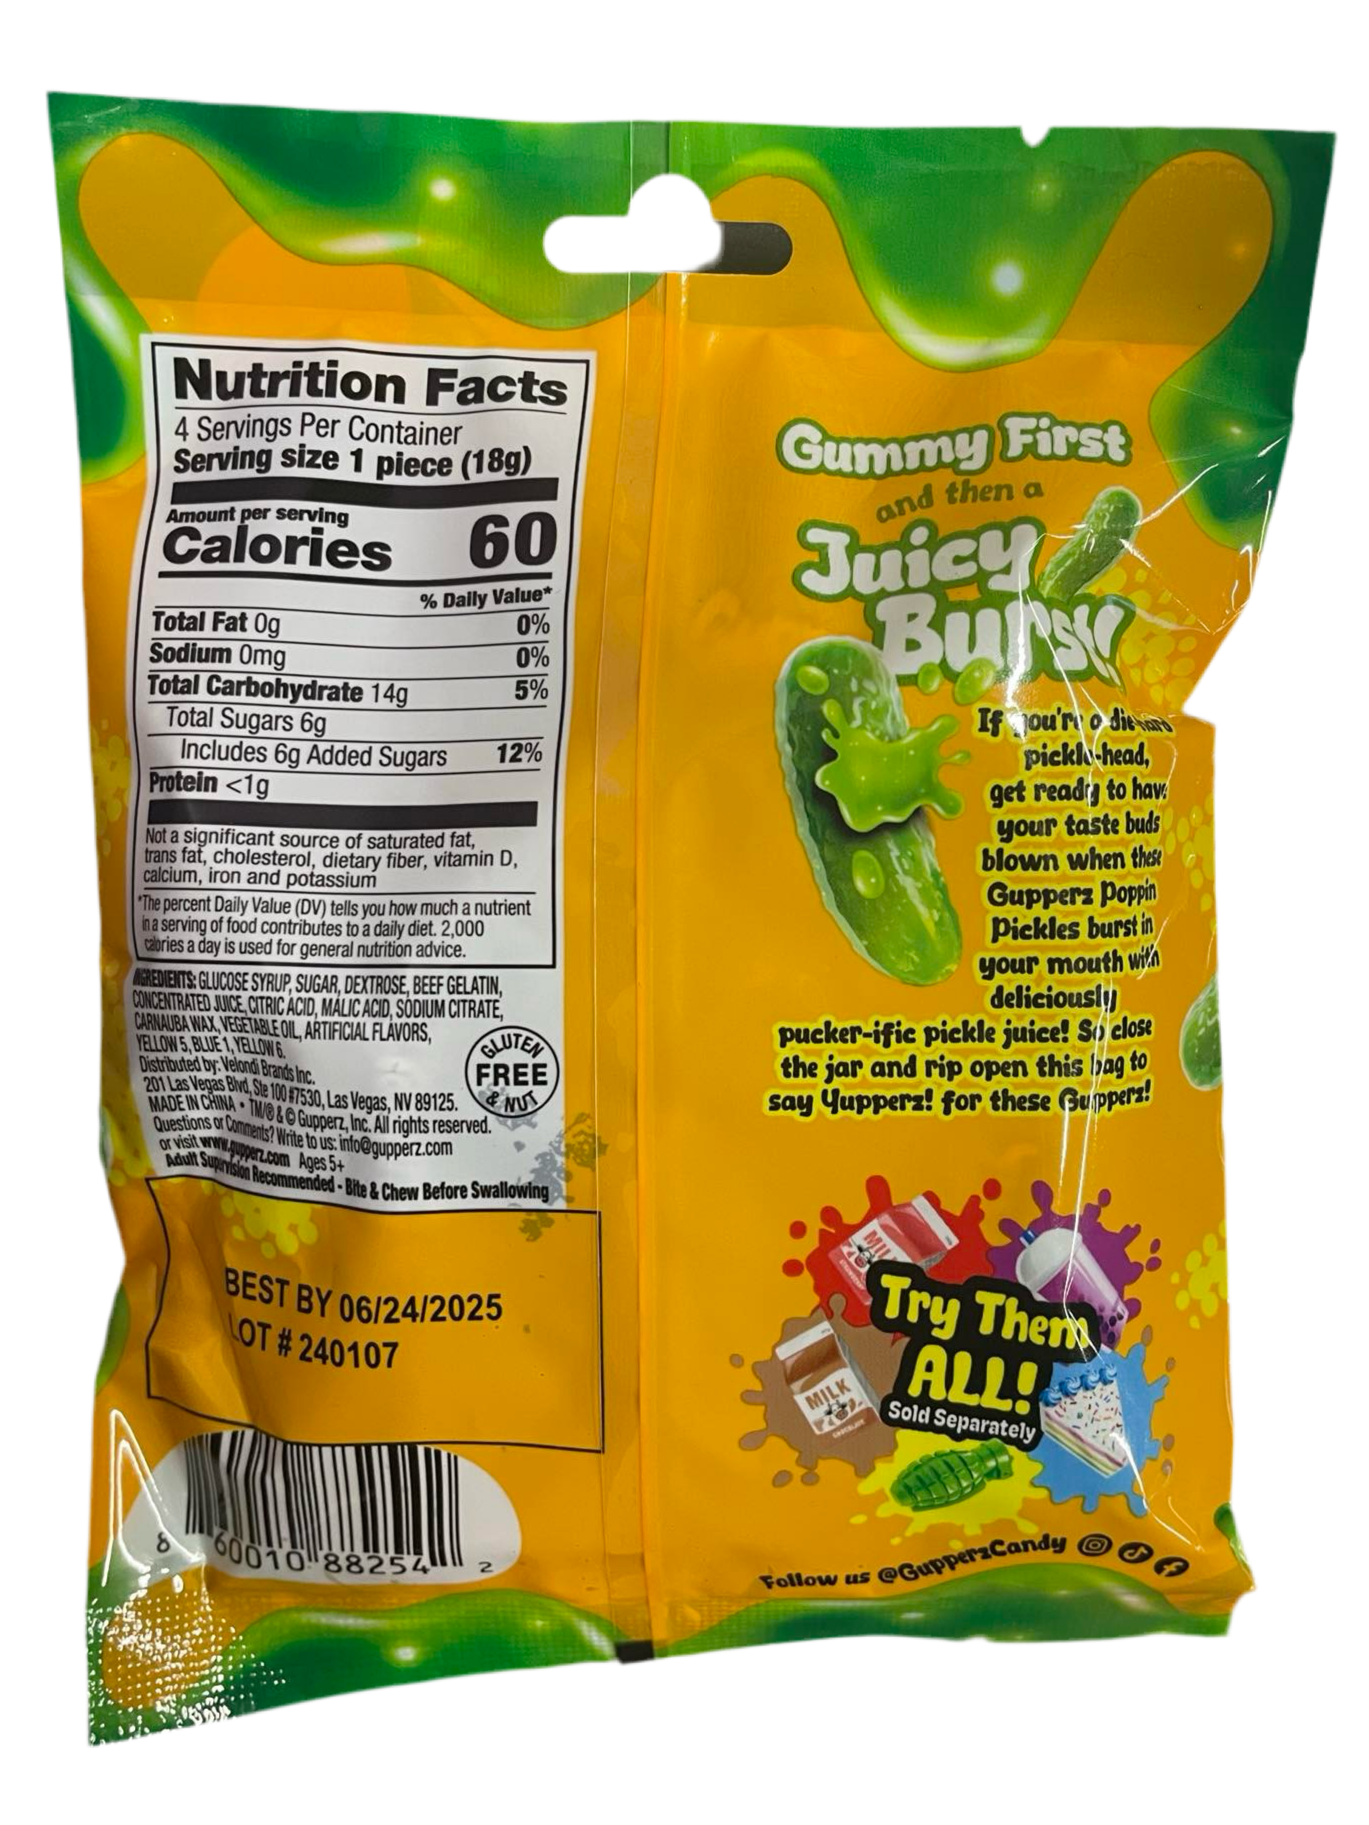 Nutrition Facts
4 Servings Per Container
Serving size 1 piece (18g)
Amount per serving
Calories 60
% Daily Value*
Total Fat 0g 0%
Sodium 0mg 0%
Total Carbohydrate 14g 5%
Total Sugars 6g
Includes 6g Added Sugars 12%
Protein <1g
Not a significant source of saturated fat,
trans fat, cholesterol, dietary fiber, vitamin D,
calcium, iron and potassium
*The percent Daily Value (DV) tells you how much a nutrient
in a serving of food contributes to a daily diet. 2,000
calories a day is used for general nutrition advice.
INGREDIENTS: GLUCOSE SYRUP, SUGAR, DEXTROSE, BEEF GELATIN,
CONCENTRATED JUICE, CITRIC ACID, MALIC ACID, SODIUM CITRATE,
CARNAUBA WAX, VEGETABLE OIL, ARTIFICIAL FLAVORS,
YELLOW 5, BLUE 1, YELLOW 6.
Distributed by: Velondi Brands Inc.
201 Las Vegas Blvd, Ste 100 #7530, Las Vegas, NV 89125.
MADE IN CHINA • TM/® & © Gupperz, Inc. All rights reserved.
Questions or Comments? Write to us: info@gupperz.com
or visit www.gupperz.com Ages 5+
Adult Supervision Recommended - Bite & Chew Before Swallowing
GLUTEN
FREE
& NUT
BEST BY 06/24/2025
LOT # 240107
8 60010 88254 2
Gummy First
and then a
Juicy
Burst!
If you're a die-hard
pickle-head,
get ready to have
your taste buds
blown when these
Gupperz Poppin
Pickles burst in
your mouth with
deliciously
pucker-ific pickle juice! So close
the jar and rip open this bag to
say Yupperz! for these Gupperz!
MILK
Try Them
ALL!
Sold Separately
MILK
CHOCOLATE
Follow us @GupperzCandy